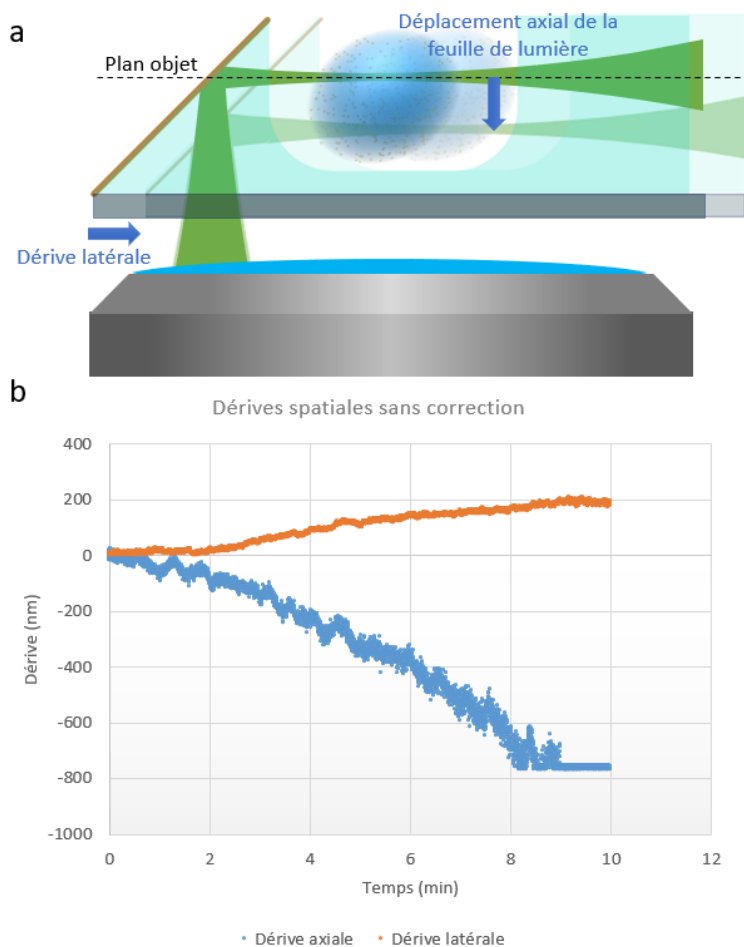 a
Déplacement axial de la
feuille de lumière
Plan objet
Dérive latérale
b
Dérives spatiales sans correction
400
200
0
-200
-400
-600
-800
-1000
Dérive (nm)
0 2 4 6 8 10 12
Temps (min)
Dérive axiale Dérive latérale